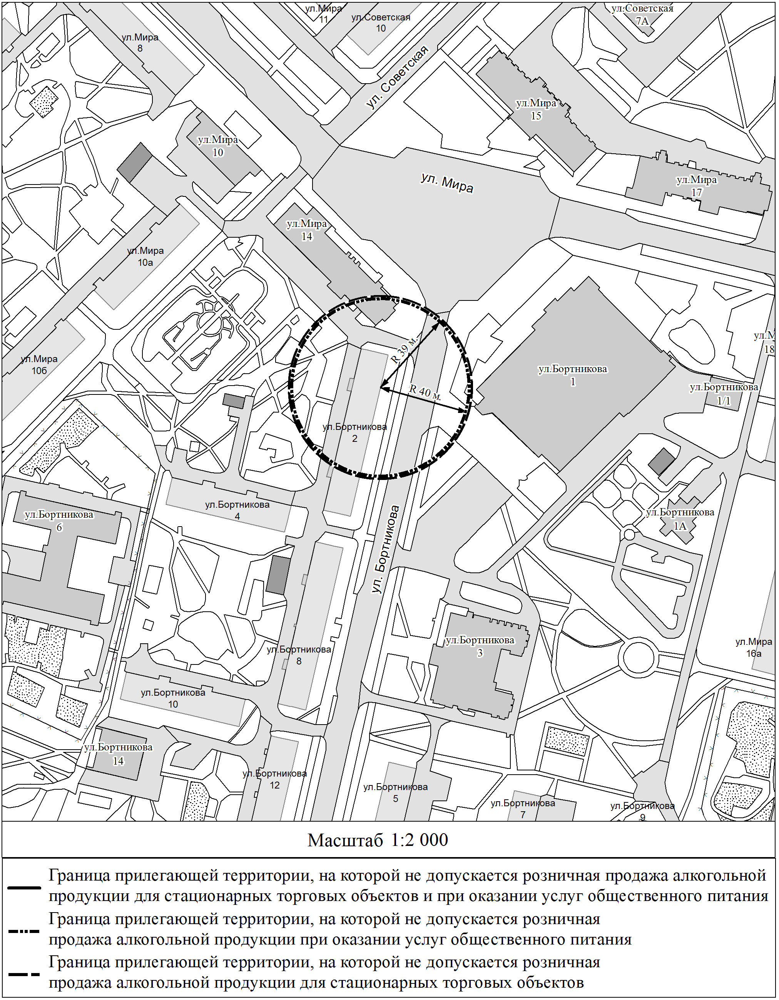 ул.Мира
11
ул.Советская
10
ул.Советская
7А
ул.Мира
8
ул. Советская
ул.Мира
15
ул.Мира
10
ул. Мира
ул.Мира
17
ул.Мира
14
ул.Мира
10а
ул.М
18
ул.Мира
10б
R 39 м.
R 40 м.
ул.Бортникова
1
ул.Бортникова
1/1
ул.Бортникова
2
ул.Бортникова
4
ул.Бортникова
6
ул.Бортникова
1А
ул. Бортникова
ул.Бортникова
3
ул.Мира
16а
ул.Бортникова
8
ул.Бортникова
10
ул.Бортникова
14
ул.Бортникова
12
ул.Бортникова
5
ул.Бортникова
7
ул.Бортникова
9
Масштаб 1:2 000
Граница прилегающей территории, на которой не допускается розничная продажа алкогольной
продукции для стационарных торговых объектов и при оказании услуг общественного питания
Граница прилегающей территории, на которой не допускается розничная
продажа алкогольной продукции при оказании услуг общественного питания
Граница прилегающей территории, на которой не допускается розничная
продажа алкогольной продукции для стационарных торговых объектов